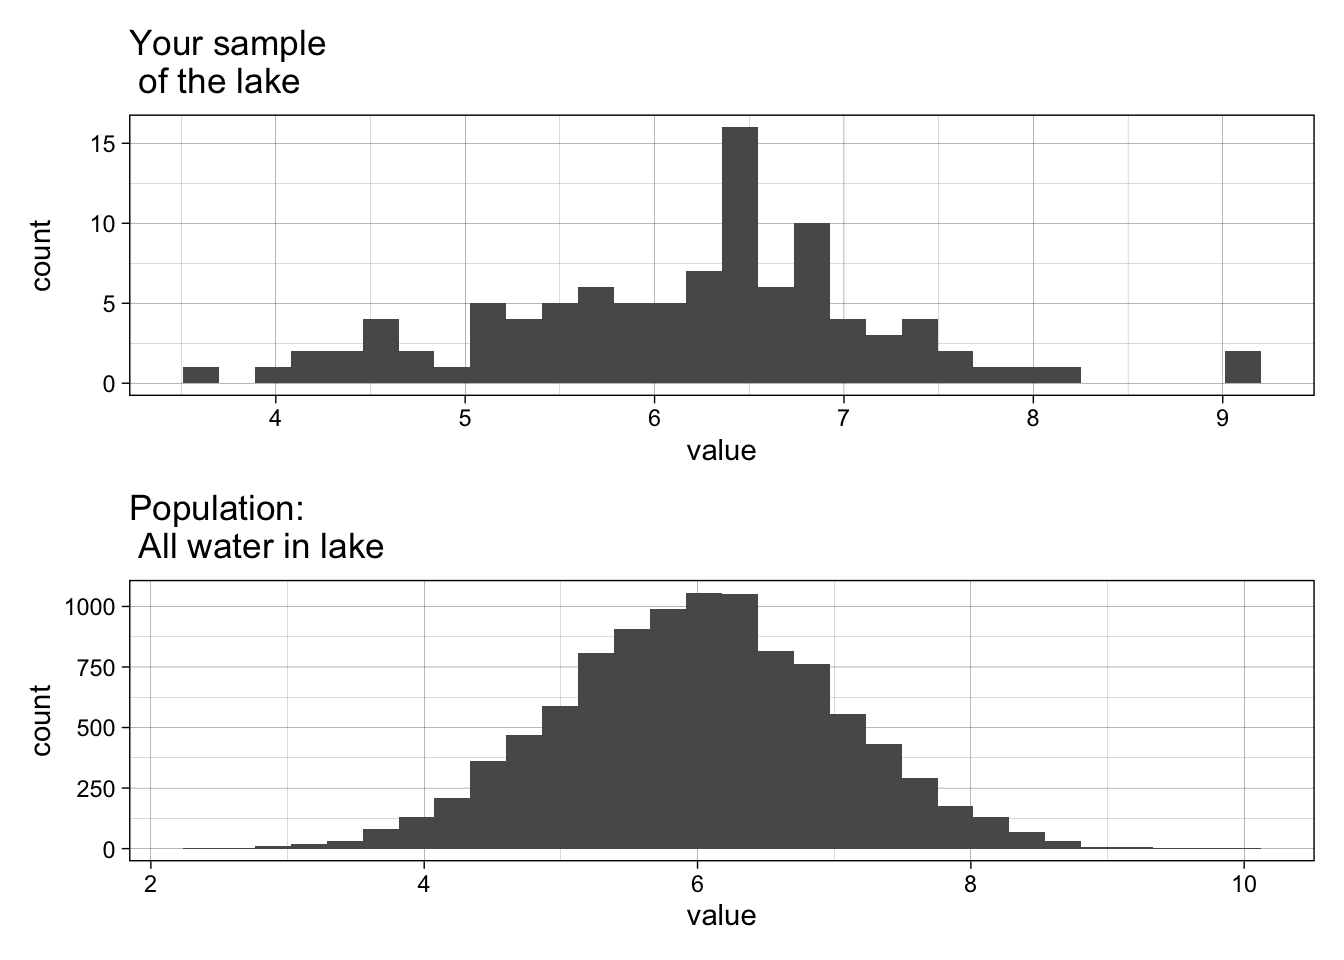 Your sample
of the lake
15
10
5
0
count
4 5 6 7 8 9
value
Population:
All water in lake
1000
750
500
250
0
count
2 4 6 8 10
value